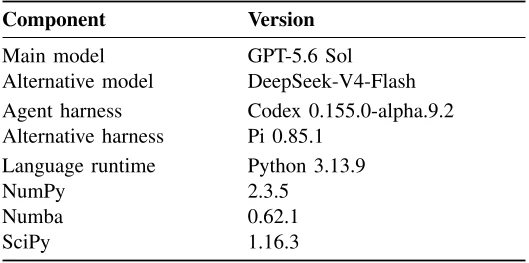 Component Version
Main model GPT-5.6 Sol
Alternative model DeepSeek-V4-Flash
Agent harness Codex 0.155.0-alpha.9.2
Alternative harness Pi 0.85.1
Language runtime Python 3.13.9
NumPy 2.3.5
Numba 0.62.1
SciPy 1.16.3